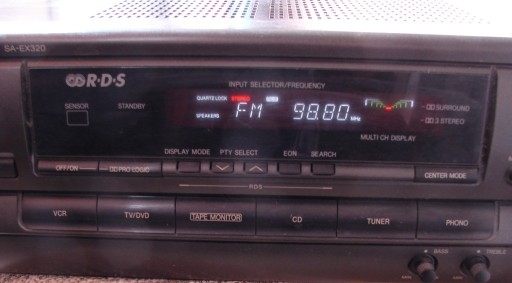 SA-EX320
R·D·S
INPUT SELECTOR/FREQUENCY
SENSOR
STANDBY
QUARTZ LOCK
SPEAKERS
FM 98.80 MHz
SURROUND
3 STEREO
MULTI CH DISPLAY
DISPLAY MODE
PTY SELECT
EON
SEARCH
OFF/ON
PRO LOGIC
CENTER MODE
RDS
VCR
TV/DVD
TAPE MONITOR
CD
TUNER
PHONO
BASS
TREBLE